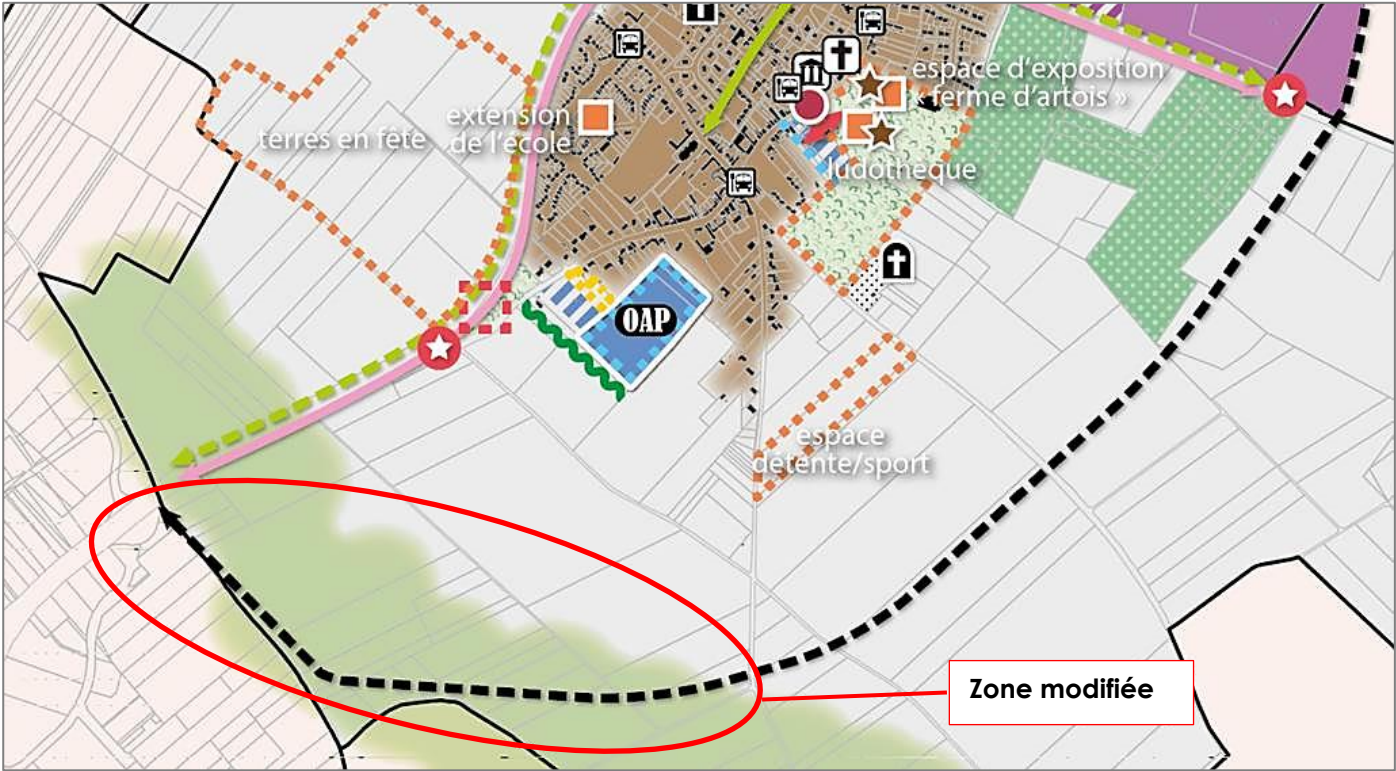 espace d'exposition
« ferme d'artois »
extension
de l'école
terres en fête
ludothèque
OAP
espace
détente/sport
Zone modifiée